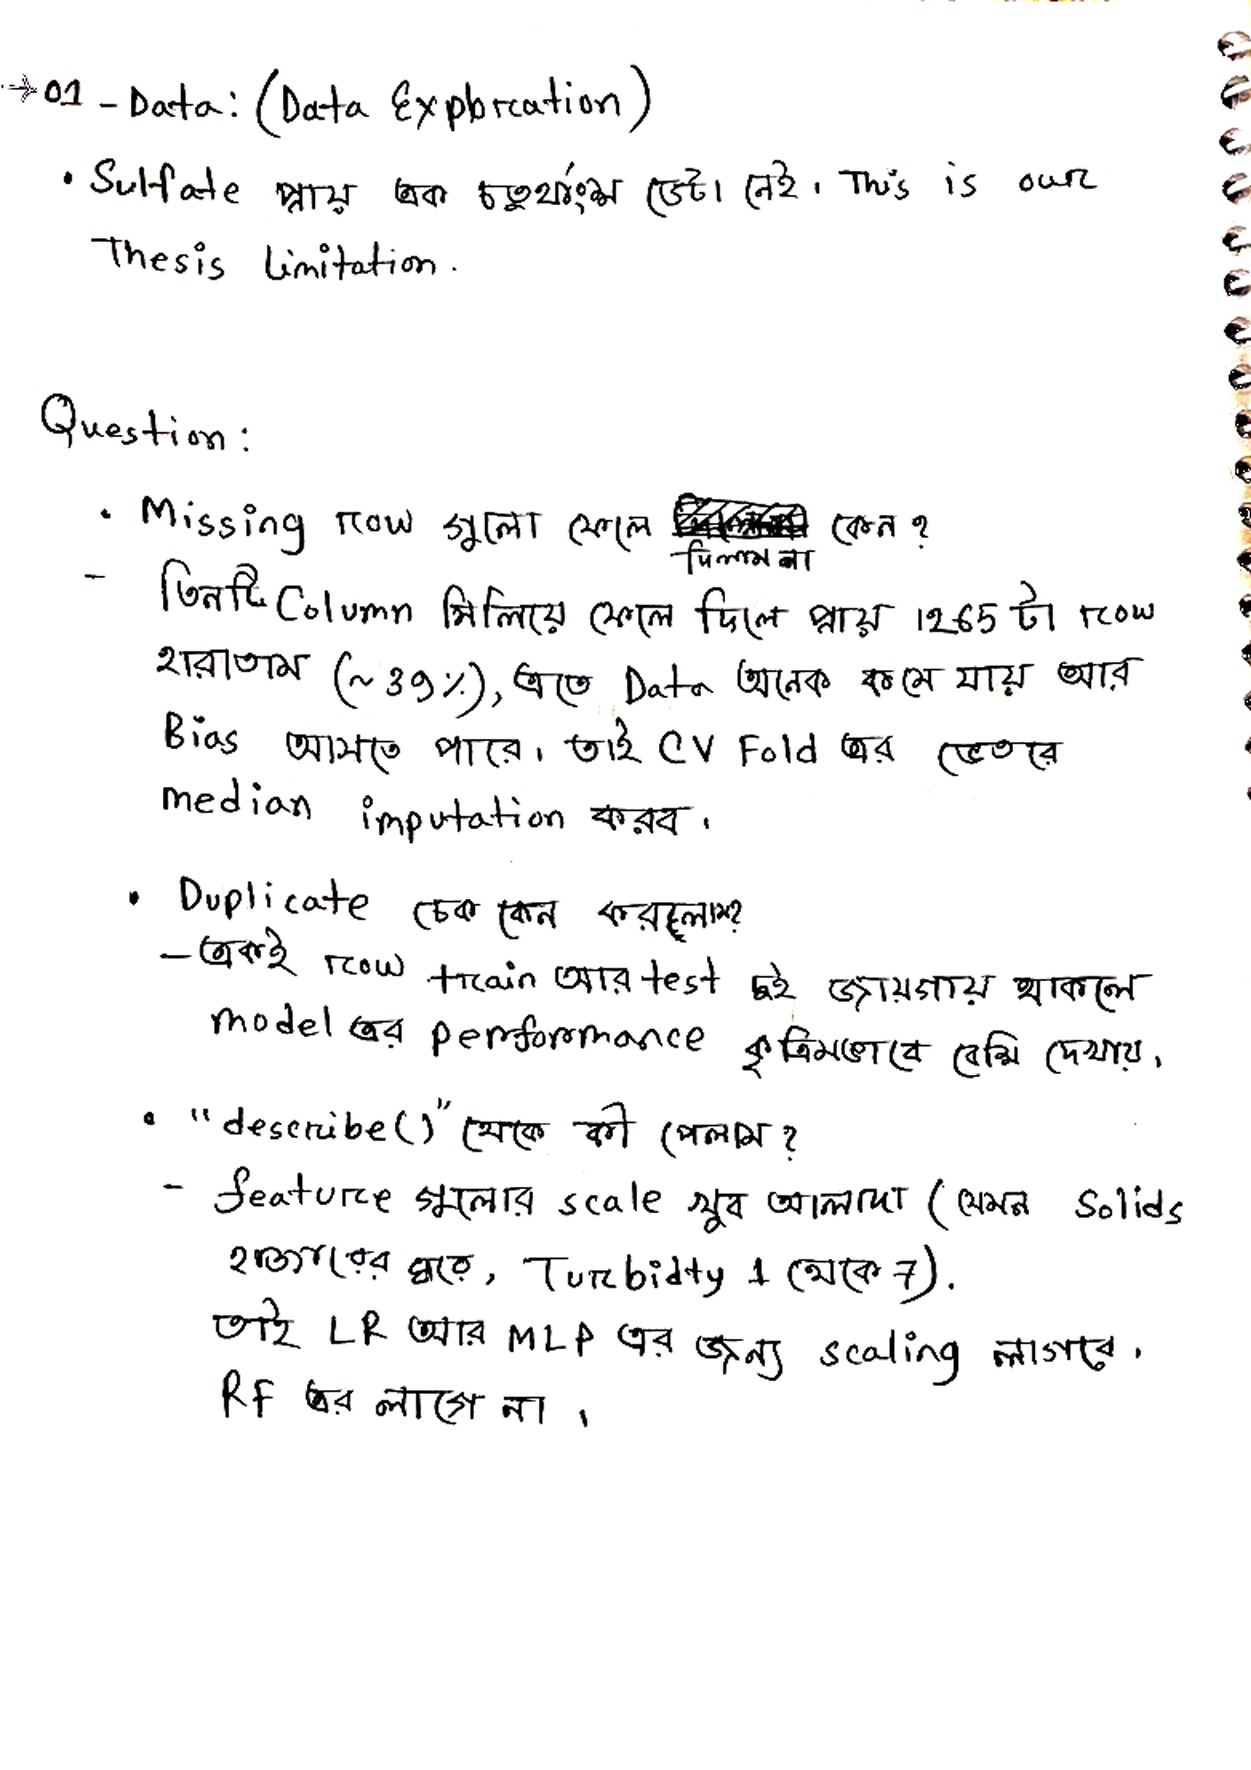 → 01 - Data: (Data Exploration)
• Sulfate প্রায় এক চতুর্থাংশ ডেটা নেই। This is our
Thesis limitation.
Question:
• Missing row গুলো ফেলে দিলাম না কেন?
- তিনটি Column মিলিয়ে ফেলে দিলে প্রায় 1265 টা row
হারাতাম (~39%), এতে Data অনেক কমে যায় আর
Bias আসতে পারে। তাই CV Fold এর ভেতরে
median imputation করব।
• Duplicate চেক কেন করলাম?
- একই row train আর test দুই জায়গায় থাকলে
model এর performance কৃত্রিমভাবে বেশি দেখায়।
• "describe()" থেকে কী পেলাম?
- feature গুলোর scale খুব আলাদা (যেমন Solids
হাজারের ঘরে, Turbidty 1 থেকে 7).
তাই LR আর MLP এর জন্য scaling লাগবে।
RF এর লাগে না।